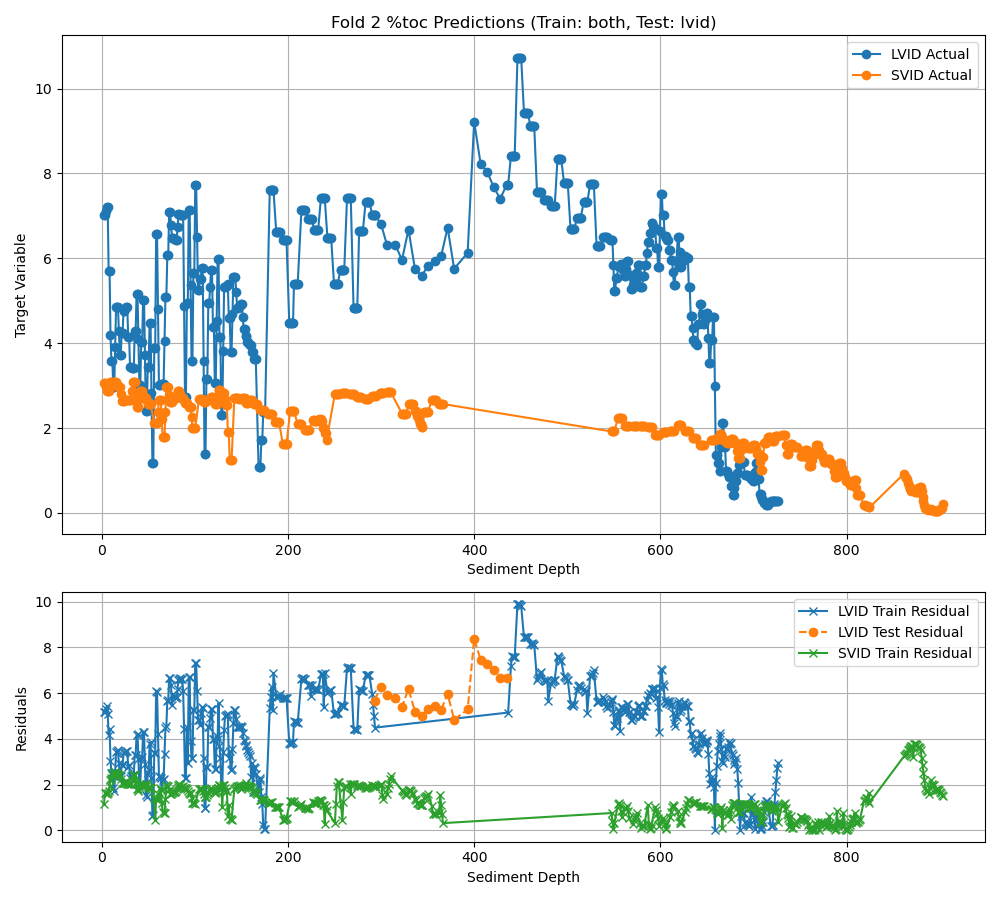 Fold 2 %toc Predictions (Train: both, Test: lvid)
LVID Actual
SVID Actual
Target Variable
10
8
6
4
2
0
0 200 400 600 800
Sediment Depth
LVID Train Residual
LVID Test Residual
SVID Train Residual
Residuals
10
8
6
4
2
0
0 200 400 600 800
Sediment Depth